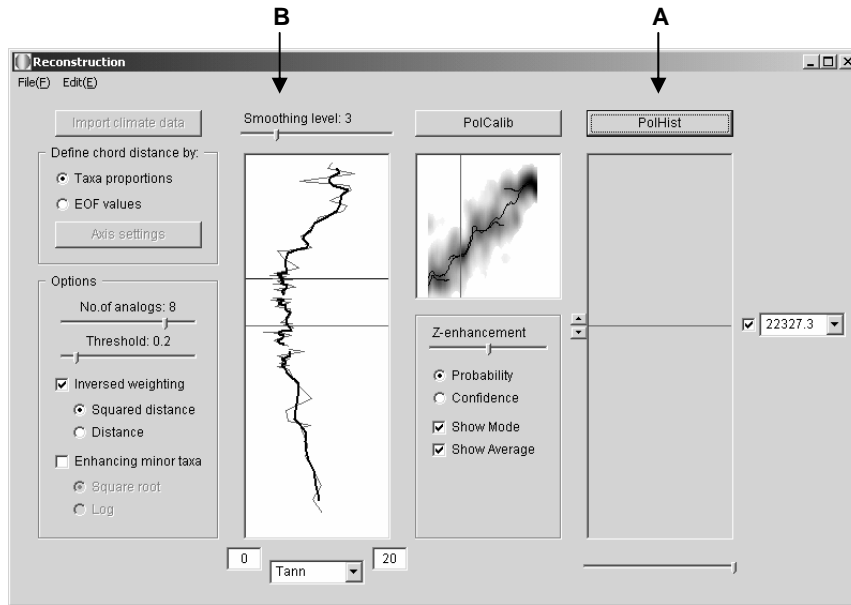 B
A
Reconstruction
File(F) Edit(E)
Import climate data
Smoothing level: 3
PolCalib
PolHist
Define chord distance by:
Taxa proportions
EOF values
Axis settings
Options
No.of analogs: 8
Threshold: 0.2
Inversed weighting
Squared distance
Distance
Enhancing minor taxa
Square root
Log
Z-enhancement
Probability
Confidence
Show Mode
Show Average
22327.3
0
Tann
20